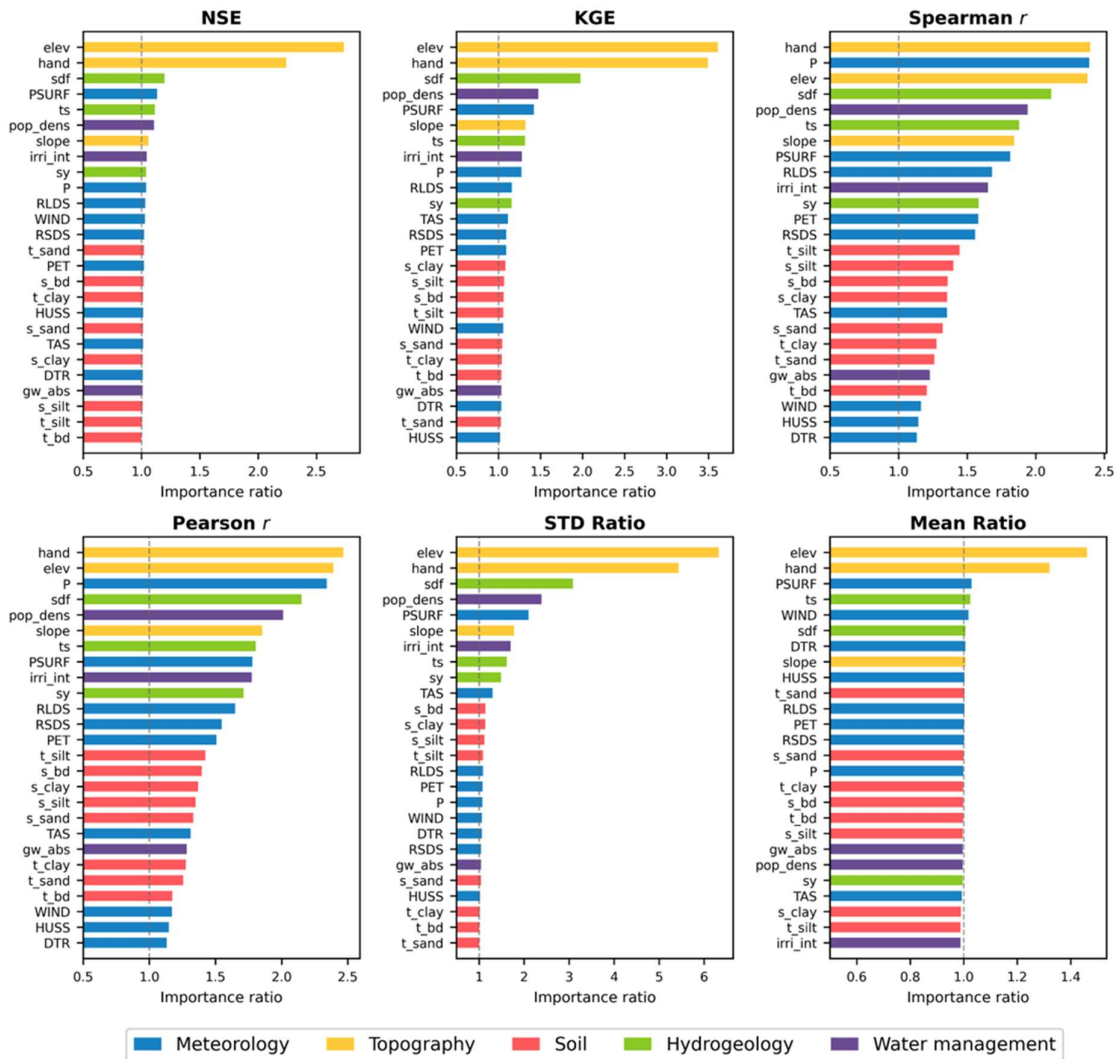 NSE
elev
hand
sdf
PSURF
ts
pop_dens
slope
irri_int
sy
P
RLDS
WIND
RSDS
t_sand
PET
s_bd
t_clay
HUSS
s_sand
TAS
s_clay
DTR
gw_abs
s_silt
t_silt
t_bd
0.5 1.0 1.5 2.0 2.5
Importance ratio
KGE
elev
hand
sdf
pop_dens
PSURF
slope
ts
irri_int
P
RLDS
sy
TAS
RSDS
PET
s_clay
s_silt
s_bd
t_silt
WIND
s_sand
t_clay
t_bd
gw_abs
DTR
t_sand
HUSS
0.5 1.0 1.5 2.0 2.5 3.0 3.5
Importance ratio
Spearman r
hand
P
elev
sdf
pop_dens
ts
slope
PSURF
RLDS
irri_int
sy
PET
RSDS
t_silt
s_silt
s_bd
s_clay
TAS
s_sand
t_clay
t_sand
gw_abs
t_bd
WIND
HUSS
DTR
0.5 1.0 1.5 2.0 2.5
Importance ratio
Pearson r
hand
elev
P
sdf
pop_dens
slope
ts
PSURF
irri_int
sy
RLDS
RSDS
PET
t_silt
s_bd
s_clay
s_silt
s_sand
TAS
gw_abs
t_clay
t_sand
t_bd
WIND
HUSS
DTR
0.5 1.0 1.5 2.0 2.5
Importance ratio
STD Ratio
elev
hand
sdf
pop_dens
PSURF
slope
irri_int
ts
sy
TAS
s_bd
s_clay
s_silt
t_silt
RLDS
PET
P
WIND
DTR
RSDS
gw_abs
s_sand
HUSS
t_clay
t_bd
t_sand
1 2 3 4 5 6
Importance ratio
Mean Ratio
elev
hand
PSURF
ts
WIND
sdf
DTR
slope
HUSS
t_sand
RLDS
PET
RSDS
s_sand
P
t_clay
s_bd
t_bd
s_silt
gw_abs
pop_dens
sy
TAS
s_clay
t_silt
irri_int
0.6 0.8 1.0 1.2 1.4
Importance ratio
Meteorology Topography Soil Hydrogeology Water management